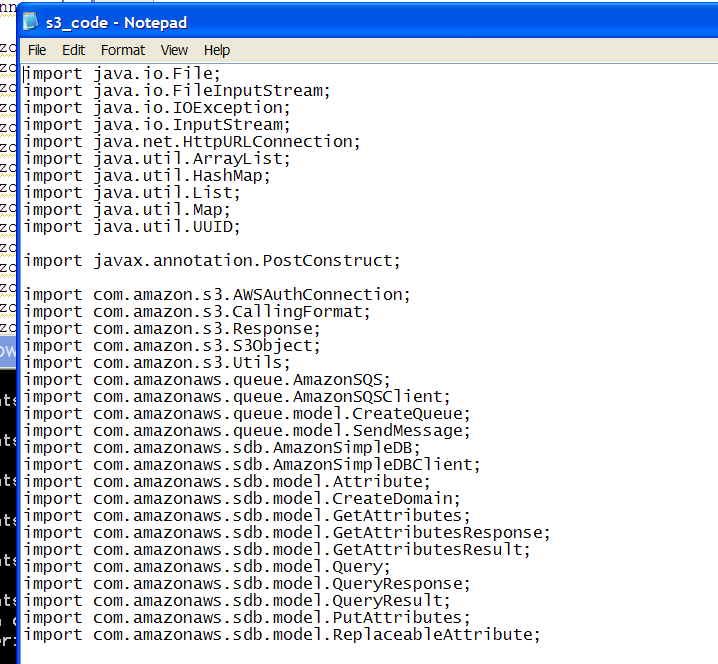 s3_code - Notepad
File Edit Format View Help
import java.io.File;
import java.io.FileInputStream;
import java.io.IOException;
import java.io.InputStream;
import java.net.HttpURLConnection;
import java.util.ArrayList;
import java.util.HashMap;
import java.util.List;
import java.util.Map;
import java.util.UUID;
import javax.annotation.PostConstruct;
import com.amazon.s3.AWSAuthConnection;
import com.amazon.s3.CallingFormat;
import com.amazon.s3.Response;
import com.amazon.s3.S3Object;
import com.amazon.s3.Utils;
import com.amazonaws.queue.AmazonSQS;
import com.amazonaws.queue.AmazonSQSClient;
import com.amazonaws.queue.model.CreateQueue;
import com.amazonaws.queue.model.SendMessage;
import com.amazonaws.sdb.AmazonSimpleDB;
import com.amazonaws.sdb.AmazonSimpleDBClient;
import com.amazonaws.sdb.model.Attribute;
import com.amazonaws.sdb.model.CreateDomain;
import com.amazonaws.sdb.model.GetAttributes;
import com.amazonaws.sdb.model.GetAttributesResponse;
import com.amazonaws.sdb.model.GetAttributesResult;
import com.amazonaws.sdb.model.Query;
import com.amazonaws.sdb.model.QueryResponse;
import com.amazonaws.sdb.model.QueryResult;
import com.amazonaws.sdb.model.PutAttributes;
import com.amazonaws.sdb.model.ReplaceableAttribute;